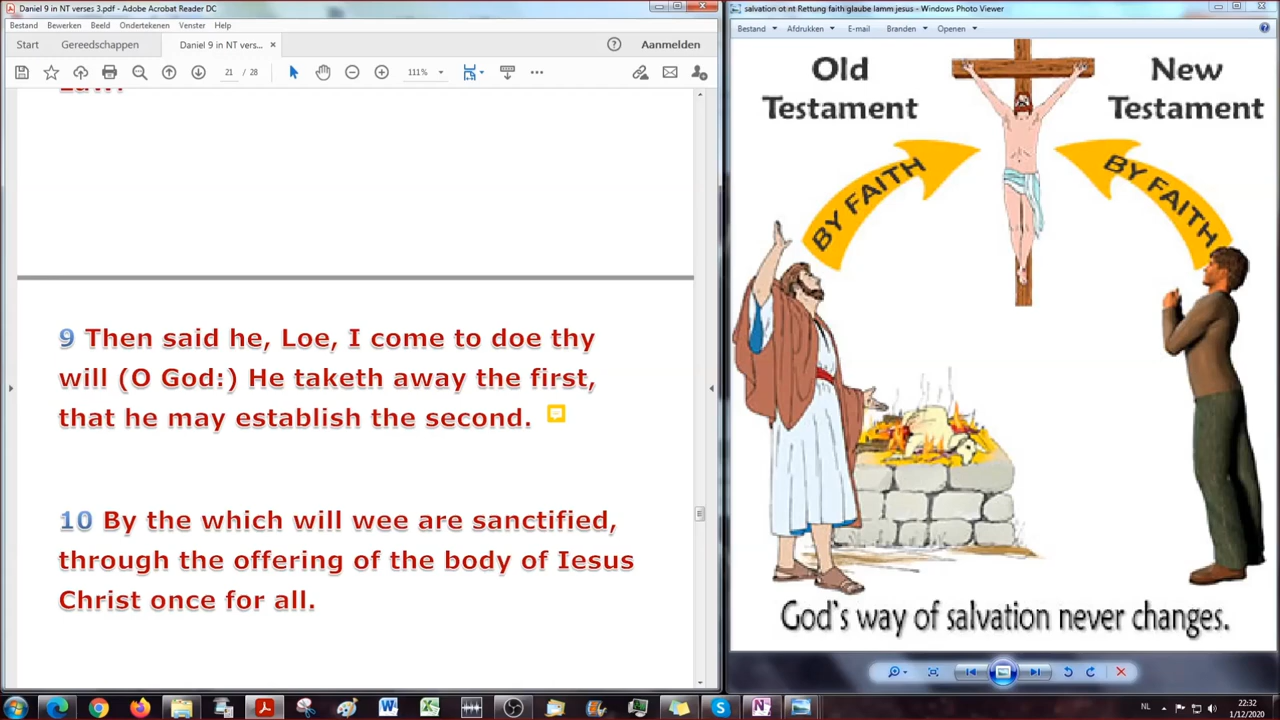 Daniel 9 in NT verses 3.pdf - Adobe Acrobat Reader DC
Bestand Bewerken Beeld Ondertekenen Venster Help
Start Gereedschappen Daniel 9 in NT vers... × Aanmelden
21 / 28 111%
9 Then said he, Loe, I come to doe thy
will (O God:) He taketh away the first,
that he may establish the second.
10 By the which will wee are sanctified,
through the offering of the body of Iesus
Christ once for all.
salvation ot nt Rettung faith glaube lamm jesus - Windows Photo Viewer
Bestand Afdrukken E-mail Branden Openen
Old
Testament
New
Testament
BY FAITH
BY FAITH
God's way of salvation never changes.
NL
22:32
1/12/2020